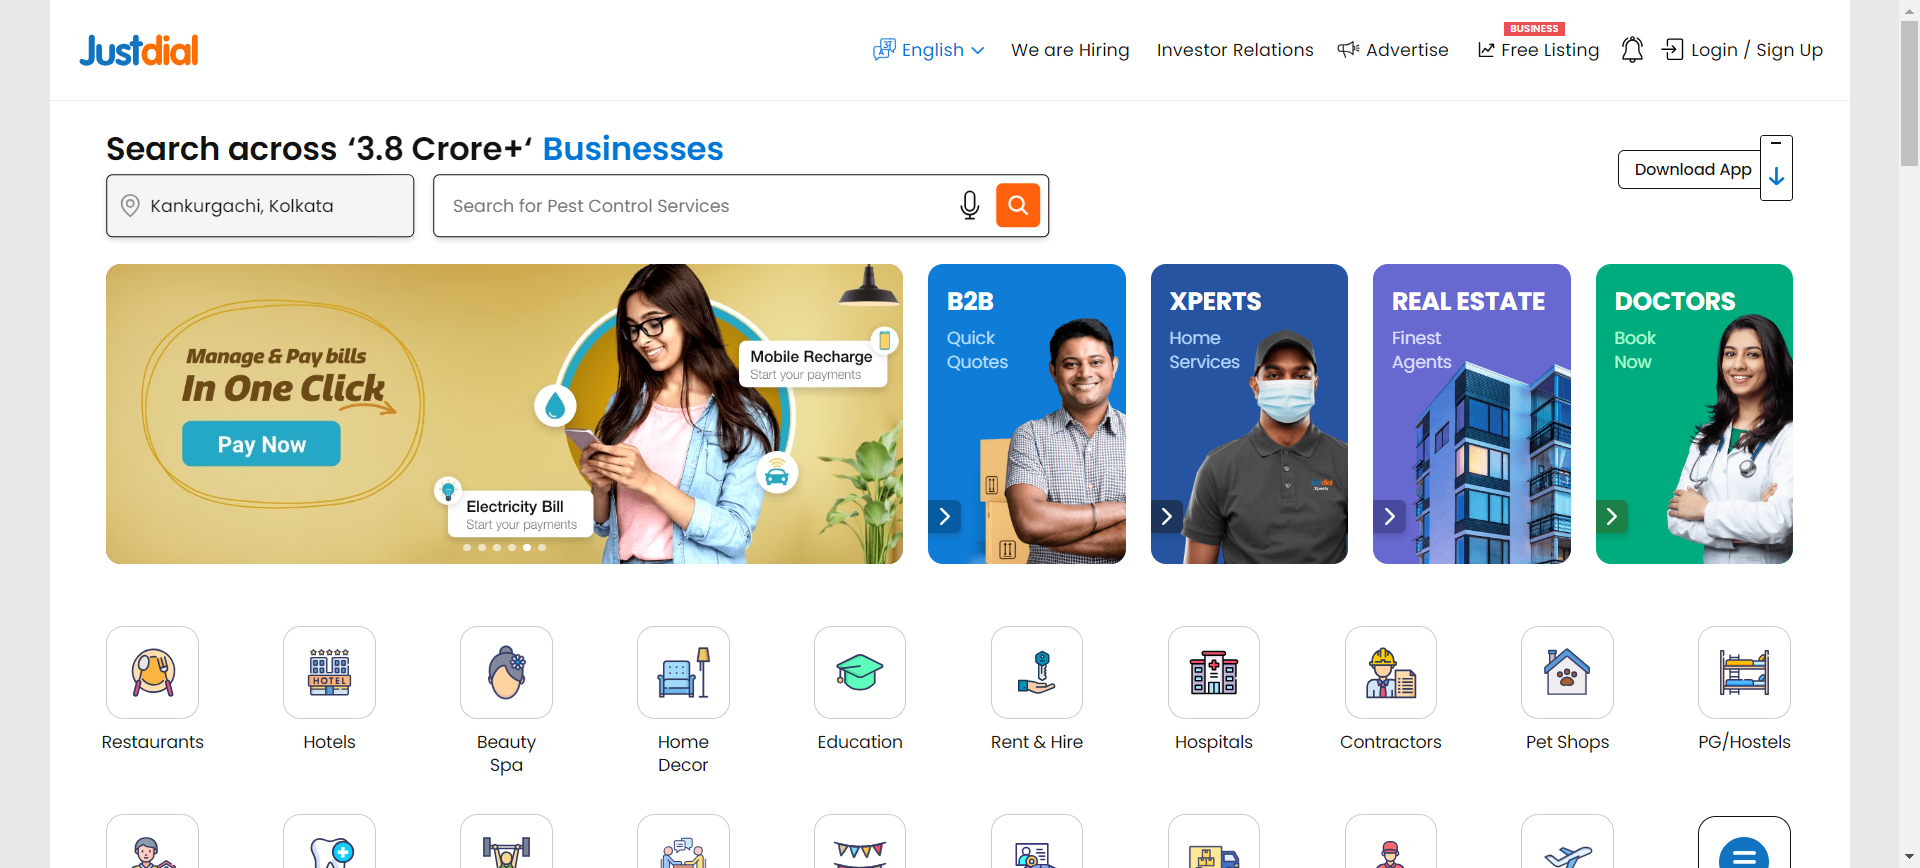 Justdial
English
We are Hiring
Investor Relations
Advertise
BUSINESS
Free Listing
Login / Sign Up
Search across ‘3.8 Crore+‘ Businesses
Download App
Kankurgachi, Kolkata
Search for Pest Control Services
Manage & Pay bills
In One Click
Pay Now
Mobile Recharge
Start your payments
Electricity Bill
Start your payments
B2B
Quick
Quotes
XPERTS
Home
Services
Justdial
Xperts
REAL ESTATE
Finest
Agents
DOCTORS
Book
Now
HOTEL
Restaurants
Hotels
Beauty
Spa
Home
Decor
Education
Rent & Hire
Hospitals
Contractors
Pet Shops
PG/Hostels